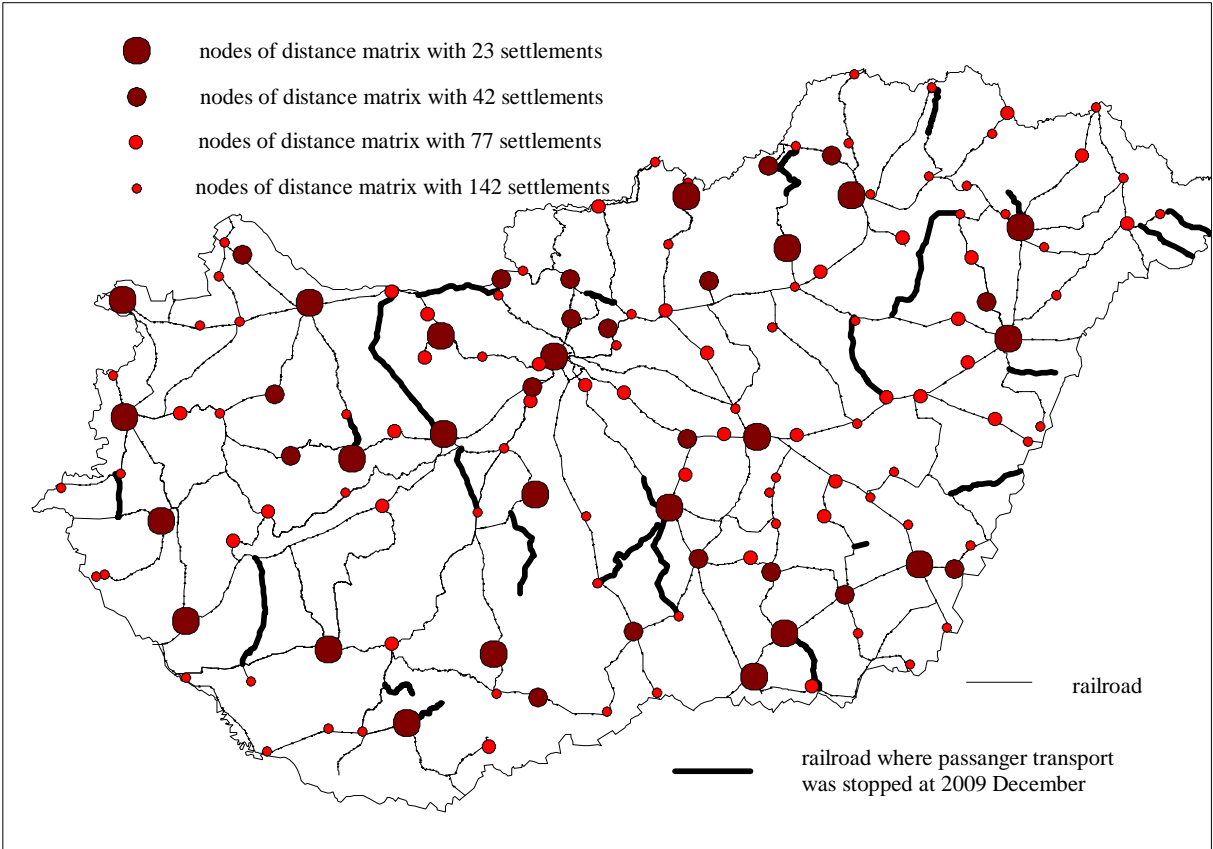 nodes of distance matrix with 23 settlements
nodes of distance matrix with 42 settlements
nodes of distance matrix with 77 settlements
nodes of distance matrix with 142 settlements
railroad
railroad where passanger transport
was stopped at 2009 December